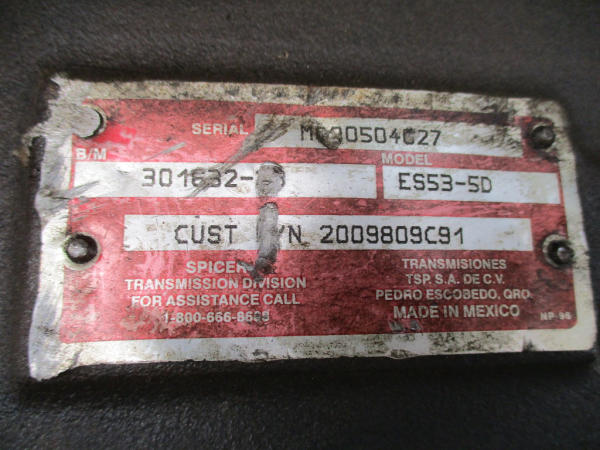 SERIAL
B/M MODEL
ES53-5D
CUST 2009809C91
SPICER TRANSMISIONES
TRANSMISSION DIVISION TSP, S.A. DE C.V.
FOR ASSISTANCE CALL PEDRO ESCOBEDO, QRO.
MADE IN MEXICO
NP-96